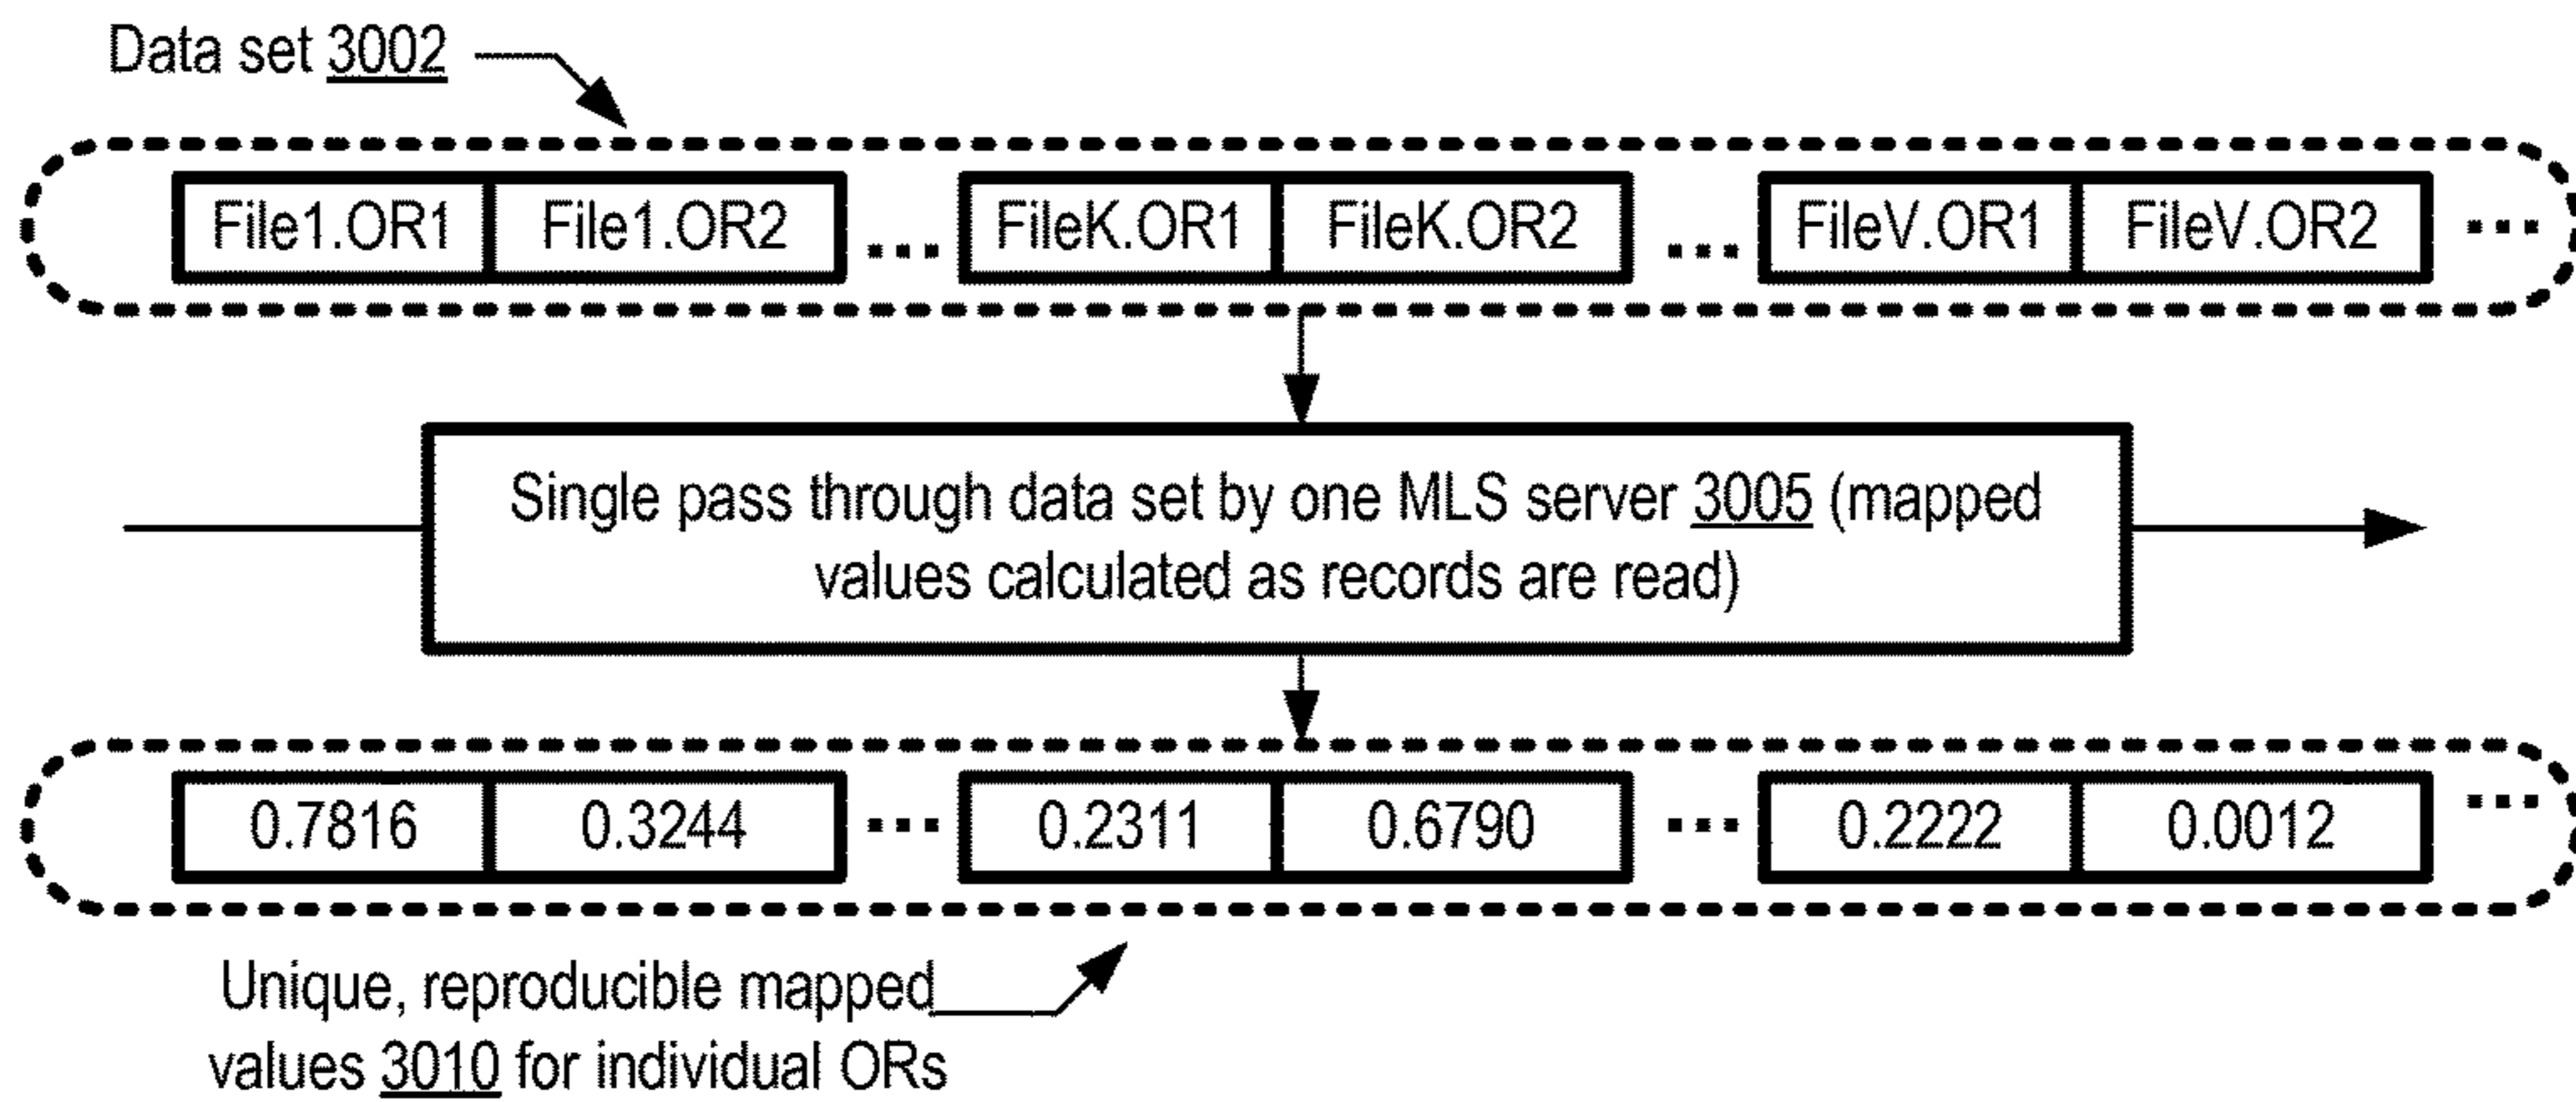 Data set 3002
File1.OR1 File1.OR2 ... FileK.OR1 FileK.OR2 ... FileV.OR1 FileV.OR2 ...
Single pass through data set by one MLS server 3005 (mapped
values calculated as records are read)
0.7816 0.3244 ... 0.2311 0.6790 ... 0.2222 0.0012 ...
Unique, reproducible mapped
values 3010 for individual ORs